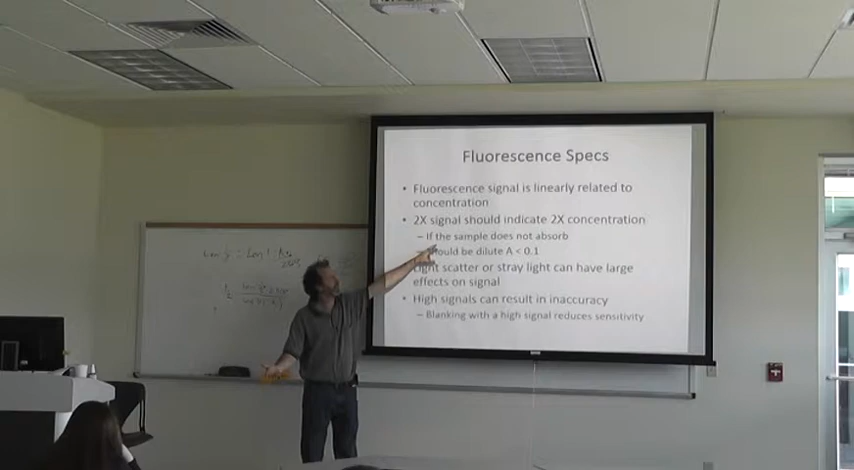 Fluorescence Specs
• Fluorescence signal is linearly related to
concentration
• 2X signal should indicate 2X concentration
– If the sample does not absorb
should be dilute A < 0.1
Light scatter or stray light can have large
effects on signal
• High signals can result in inaccuracy
– Blanking with a high signal reduces sensitivity